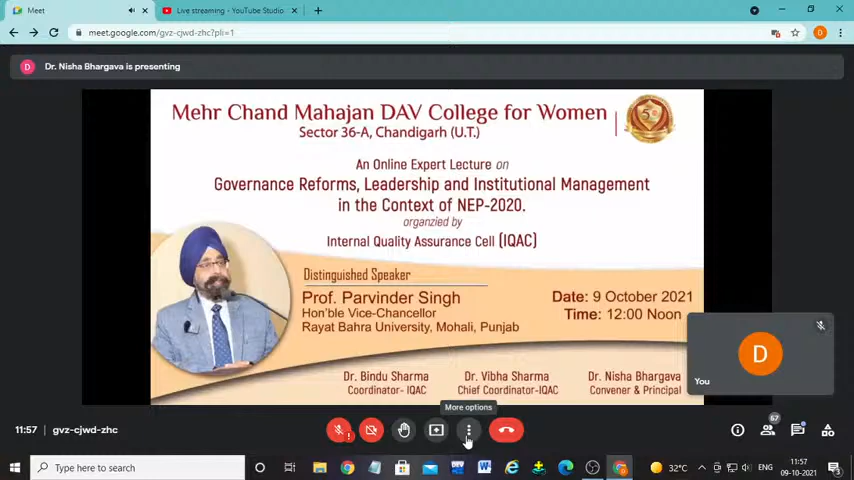 Meet
Live streaming - YouTube Studio
meet.google.com/gvz-cjwd-zhc?pli=1
D
D
Dr. Nisha Bhargava is presenting
Mehr Chand Mahajan DAV College for Women
Sector 36-A, Chandigarh (U.T.)
An Online Expert Lecture on
Governance Reforms, Leadership and Institutional Management
in the Context of NEP-2020.
organzied by
Internal Quality Assurance Cell (IQAC)
Distinguished Speaker
Prof. Parvinder Singh
Hon'ble Vice-Chancellor
Rayat Bahra University, Mohali, Punjab
Date: 9 October 2021
Time: 12:00 Noon
D
You
Dr. Bindu Sharma
Coordinator- IQAC
Dr. Vibha Sharma
Chief Coordinator-IQAC
Dr. Nisha Bhargava
Convener & Principal
More options
11:57
gvz-cjwd-zhc
67
Type here to search
32°C
ENG
11:57
09-10-2021